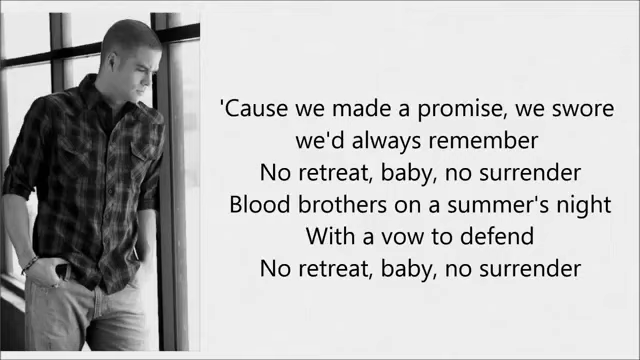 'Cause we made a promise, we swore
we'd always remember
No retreat, baby, no surrender
Blood brothers on a summer's night
With a vow to defend
No retreat, baby, no surrender